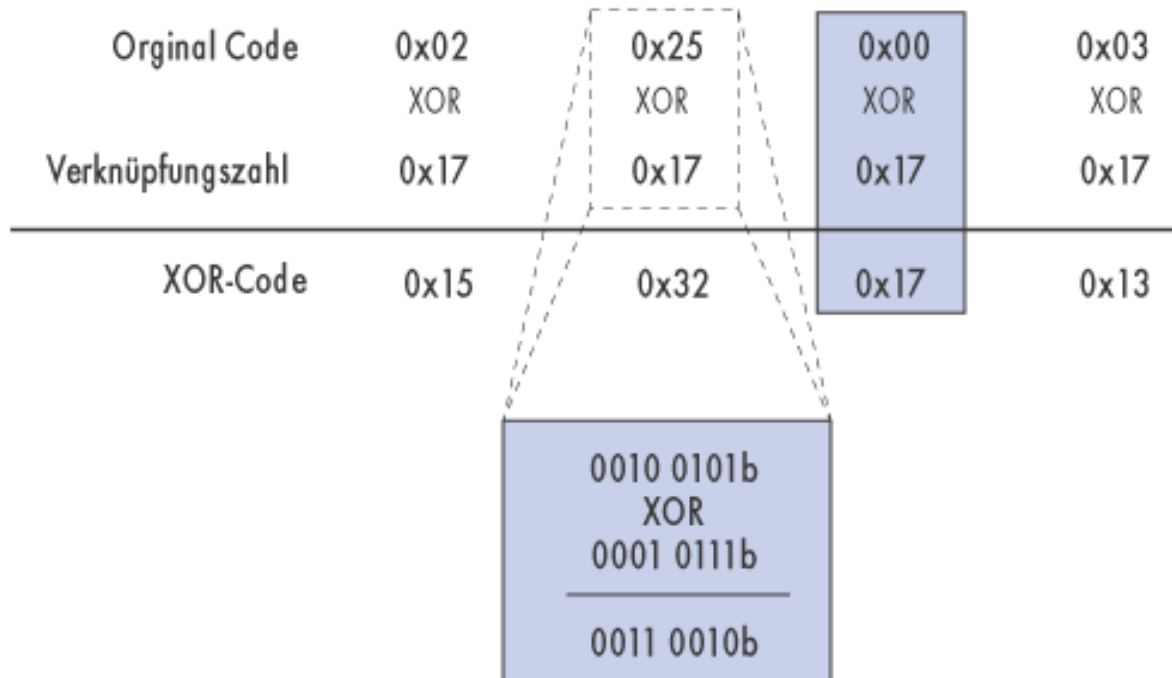 Orginal Code 0x02 0x25 0x00 0x03
XOR XOR XOR XOR
Verknüpfungszahl 0x17 0x17 0x17 0x17
XOR-Code 0x15 0x32 0x17 0x13
0010 0101b
XOR
0001 0111b
0011 0010b